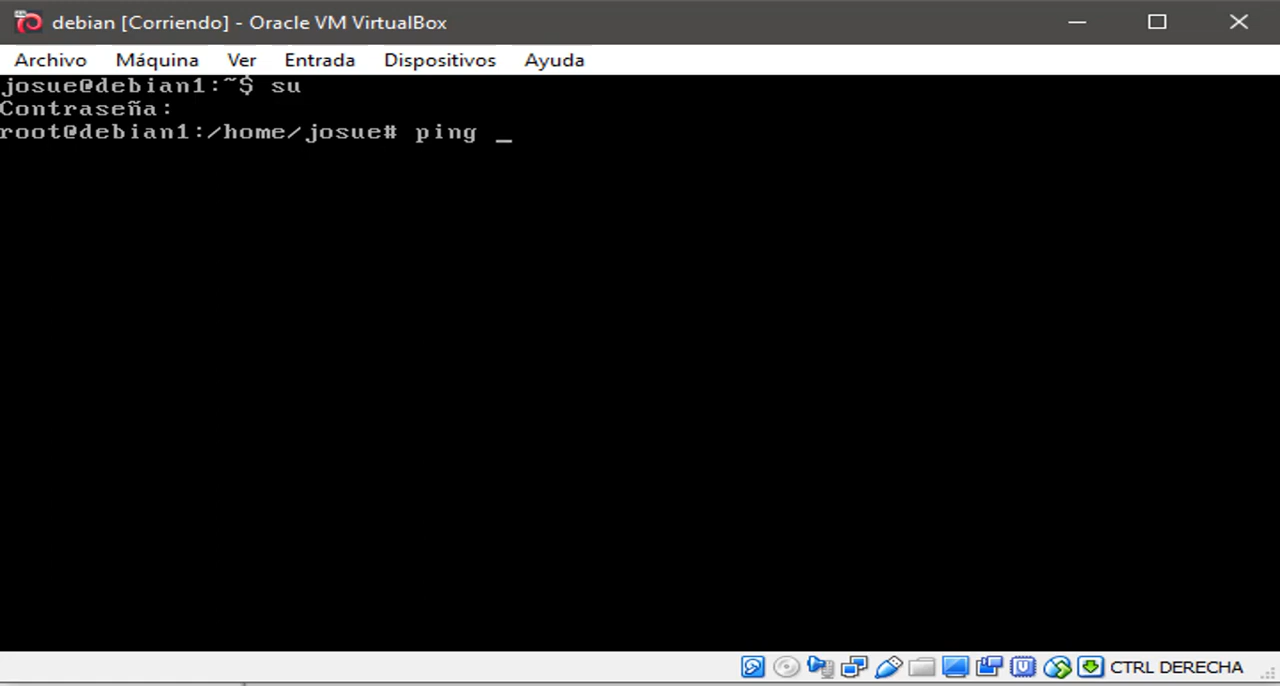 debian [Corriendo] - Oracle VM VirtualBox
Archivo Máquina Ver Entrada Dispositivos Ayuda
josue@debian1:~$ su
Contraseña:
root@debian1:/home/josue# ping _
CTRL DERECHA